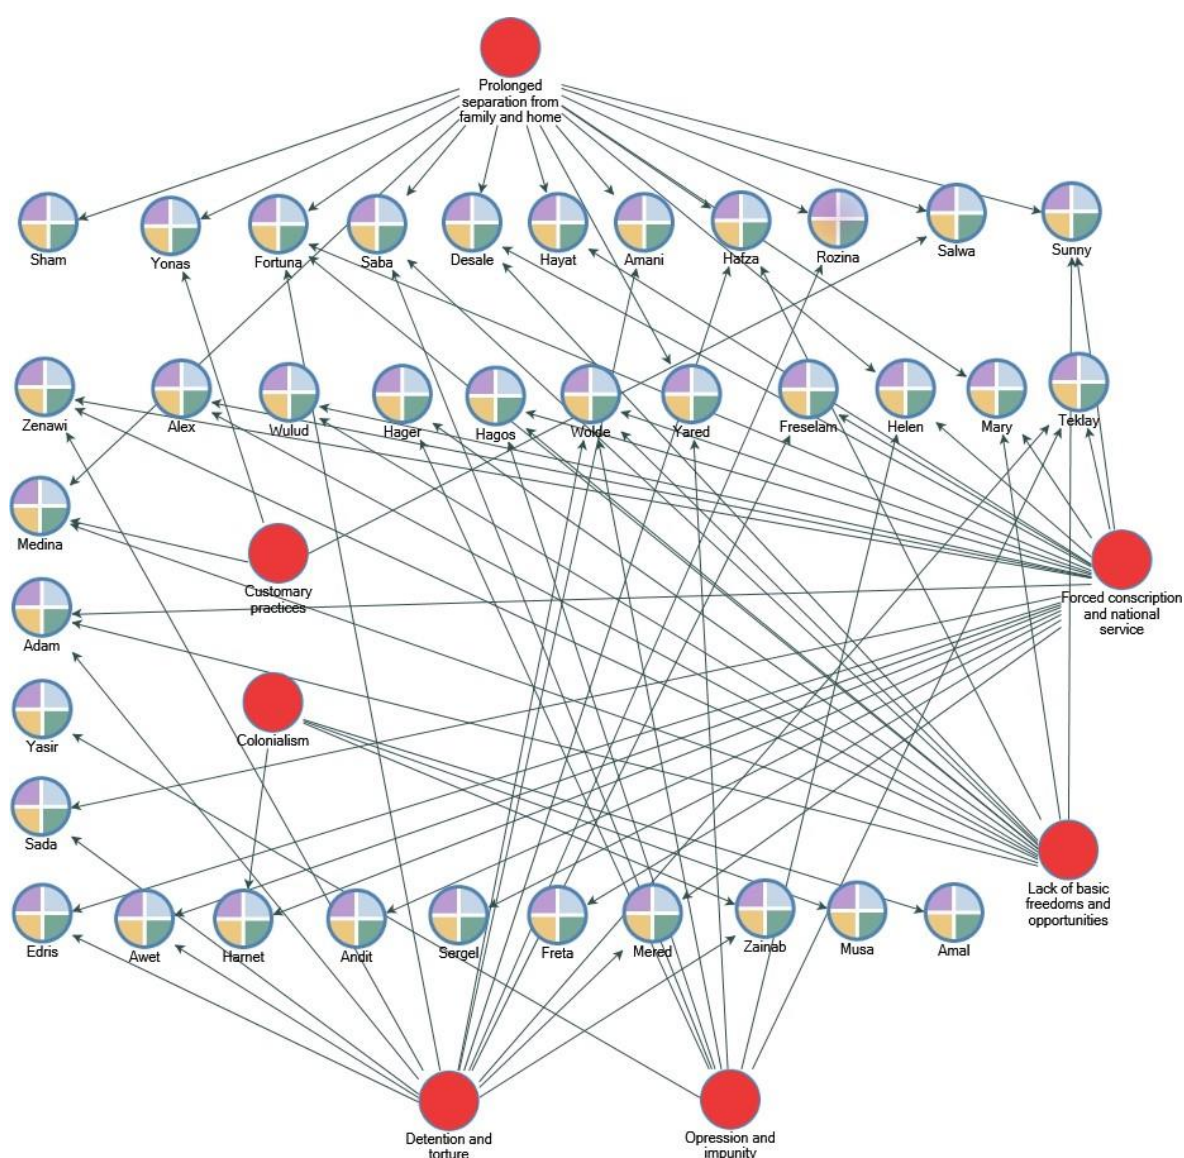 Prolonged
separation from
family and home
Sham
Yonas
Fortuna
Saba
Desale
Hayat
Amani
Hafza
Rozina
Salwa
Sunny
Zenawi
Alex
Wulud
Hager
Hagos
Wolde
Yared
Freselam
Helen
Mary
Teklay
Medina
Customary
practices
Forced conscription
and national
service
Adam
Yasir
Colonialism
Sada
Lack of basic
freedoms and
opportunities
Edris
Awet
Harnet
Andit
Sergel
Freta
Mered
Zainab
Musa
Amal
Detention and
torture
Opression and
impunity